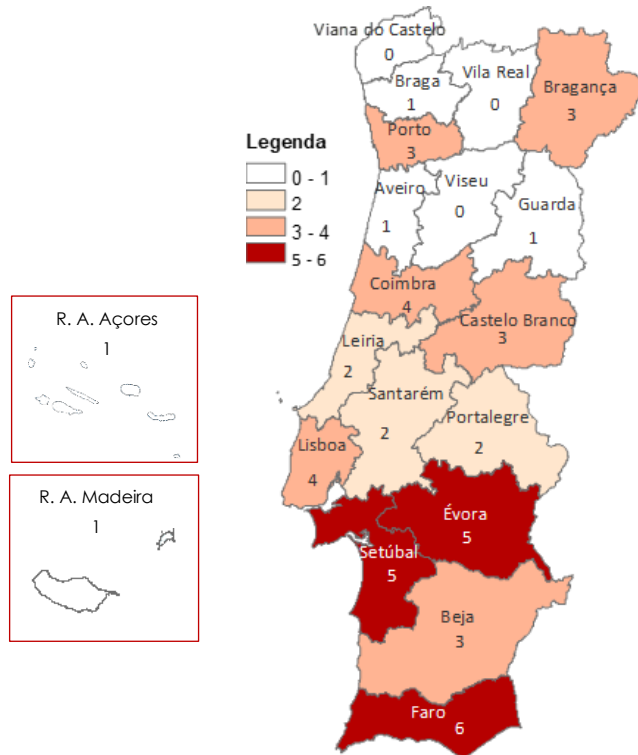 Viana do Castelo
0
Braga
1
Vila Real
0
Bragança
3
Porto
3
Legenda
0 - 1
2
3 - 4
5 - 6
Aveiro
1
Viseu
0
Guarda
1
Coimbra
4
Castelo Branco
3
R. A. Açores
1
Leiria
2
Santarém
2
Portalegre
2
Lisboa
4
R. A. Madeira
1
Évora
5
Setúbal
5
Beja
3
Faro
6